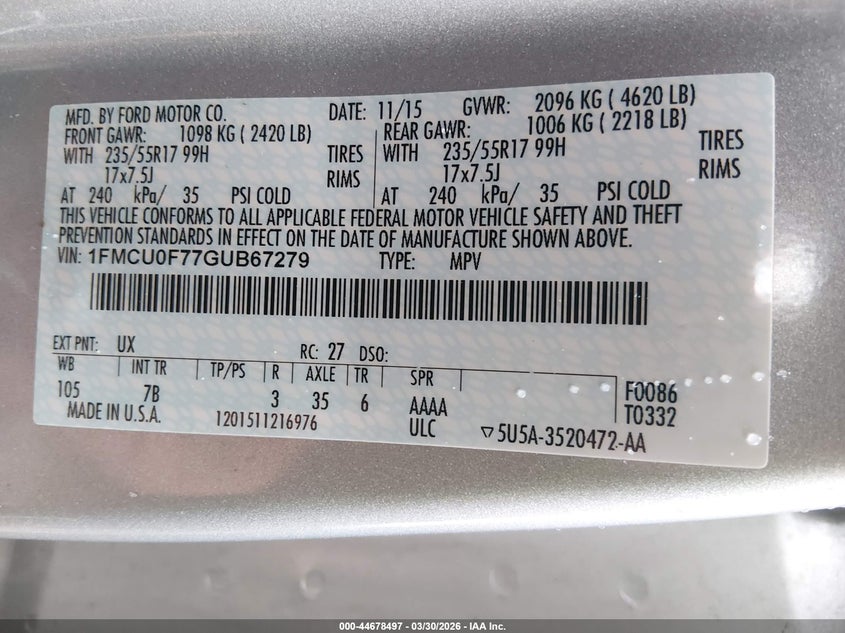 MFD. BY FORD MOTOR CO. DATE: 11/15 GVWR: 2096 KG ( 4620 LB)
FRONT GAWR: 1098 KG ( 2420 LB) REAR GAWR: 1006 KG ( 2218 LB)
WITH 235/55R17 99H TIRES WITH 235/55R17 99H TIRES
17x7.5J RIMS 17x7.5J RIMS
AT 240 kPa/ 35 PSI COLD AT 240 kPa/ 35 PSI COLD
THIS VEHICLE CONFORMS TO ALL APPLICABLE FEDERAL MOTOR VEHICLE SAFETY AND THEFT
PREVENTION STANDARDS IN EFFECT ON THE DATE OF MANUFACTURE SHOWN ABOVE.
VIN: 1FMCU0F77GUB67279 TYPE: MPV
EXT PNT: UX RC: 27 DSO:
WB INT TR TP/PS R AXLE TR SPR
105 7B 3 35 6 AAAA F0086
MADE IN U.S.A. 1201511216976 ULC T0332
5U5A-3520472-AA
000-44678497 — 03/30/2026 — IAA Inc.